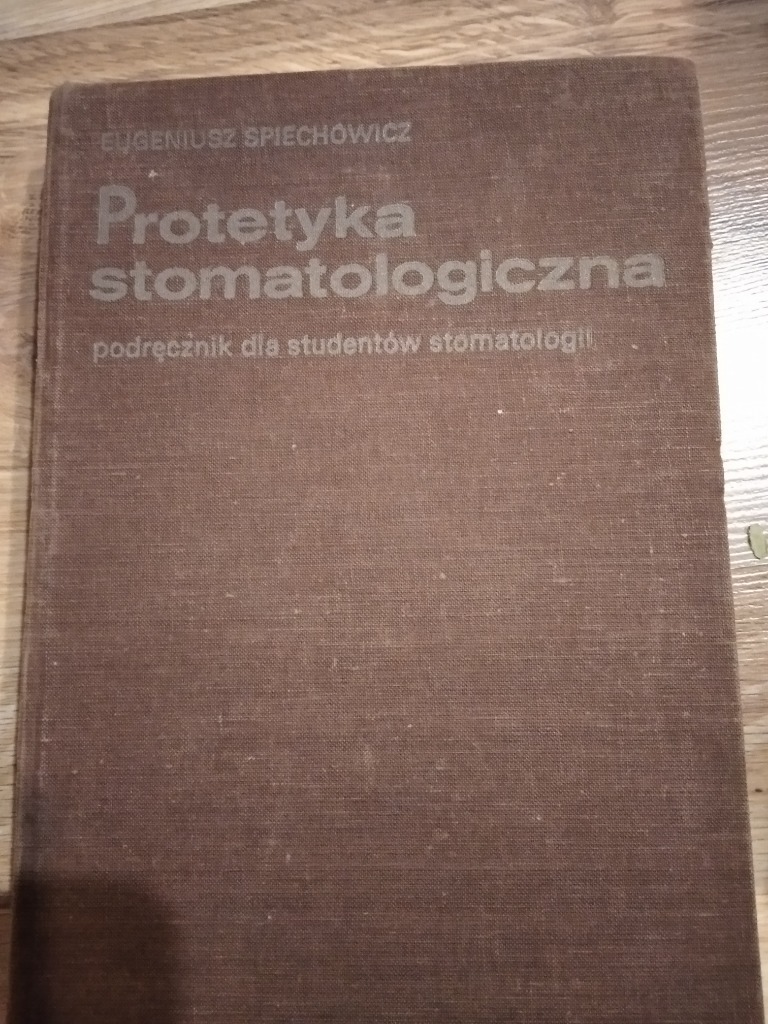 EUGENIUSZ SPIECHOWICZ
Protetyka
stomatologiczna
podręcznik dla studentów stomatologii